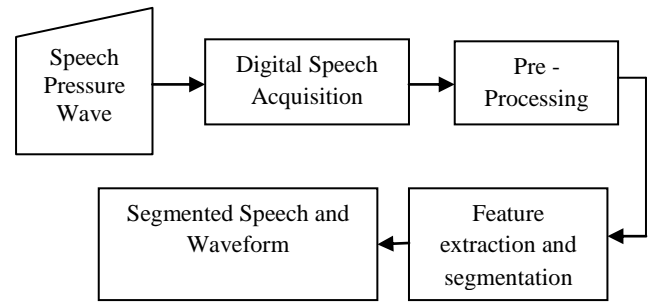 Speech
Pressure
Wave
Digital Speech
Acquisition
Pre -
Processing
Segmented Speech and
Waveform
Feature
extraction and
segmentation